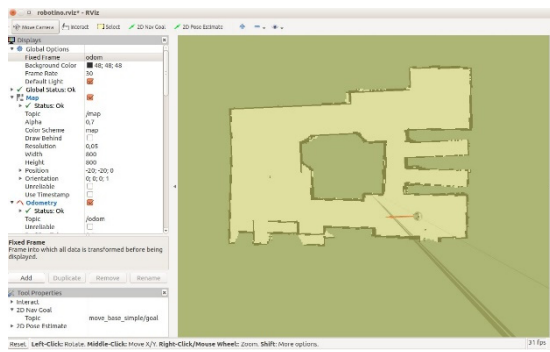 robotino.rviz* - RViz
Move Camera Interact Select 2D Nav Goal 2D Pose Estimate
Displays
Global Options
Fixed Frame odom
Background Color 48; 48; 48
Frame Rate 30
Default Light
Global Status: Ok
Map
Status: Ok
Topic /map
Alpha 0,7
Color Scheme map
Draw Behind
Resolution 0,05
Width 800
Height 800
Position -20; -20; 0
Orientation 0; 0; 0; 1
Unreliable
Use Timestamp
Odometry
Status: Ok
Topic /odom
Unreliable
Fixed Frame
Frame into which all data is transformed before being
displayed.
Add Duplicate Remove Rename
Tool Properties
Interact
2D Nav Goal
Topic move_base_simple/goal
2D Pose Estimate
Reset Left-Click: Rotate. Middle-Click: Move X/Y. Right-Click/Mouse Wheel: Zoom. Shift: More options. 31 fps